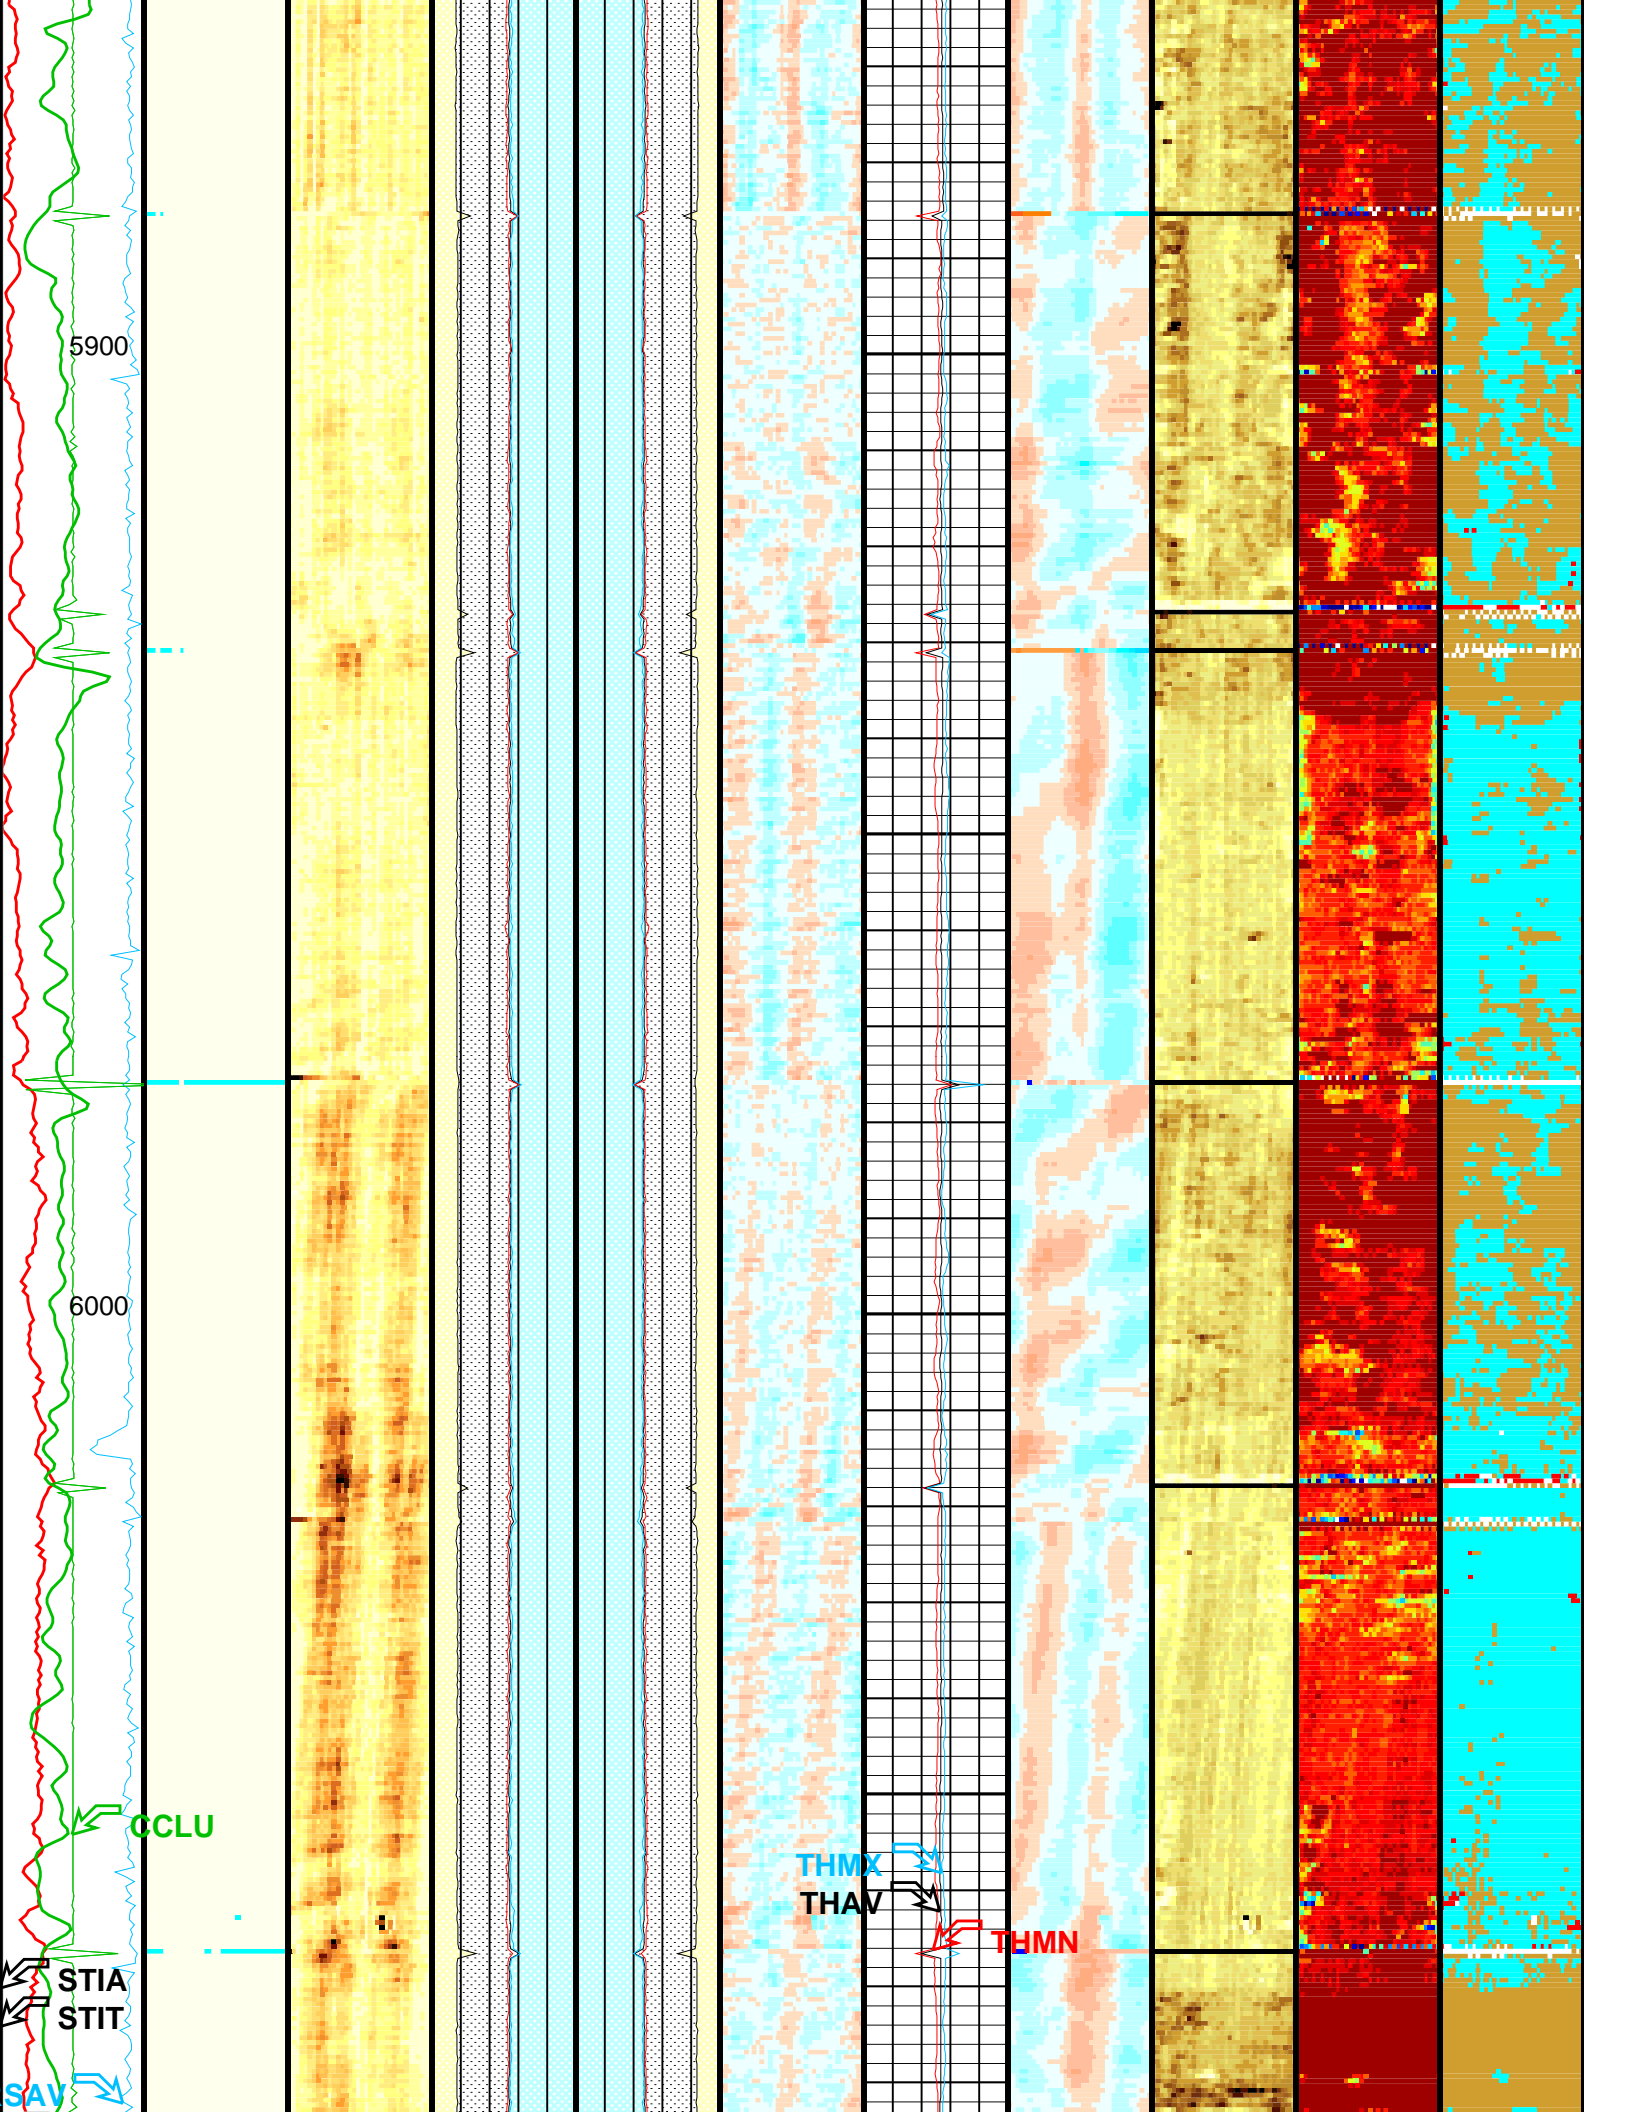 5900
6000
CCLU
THMX
THAV
THMN
STIA
STIT
SAV